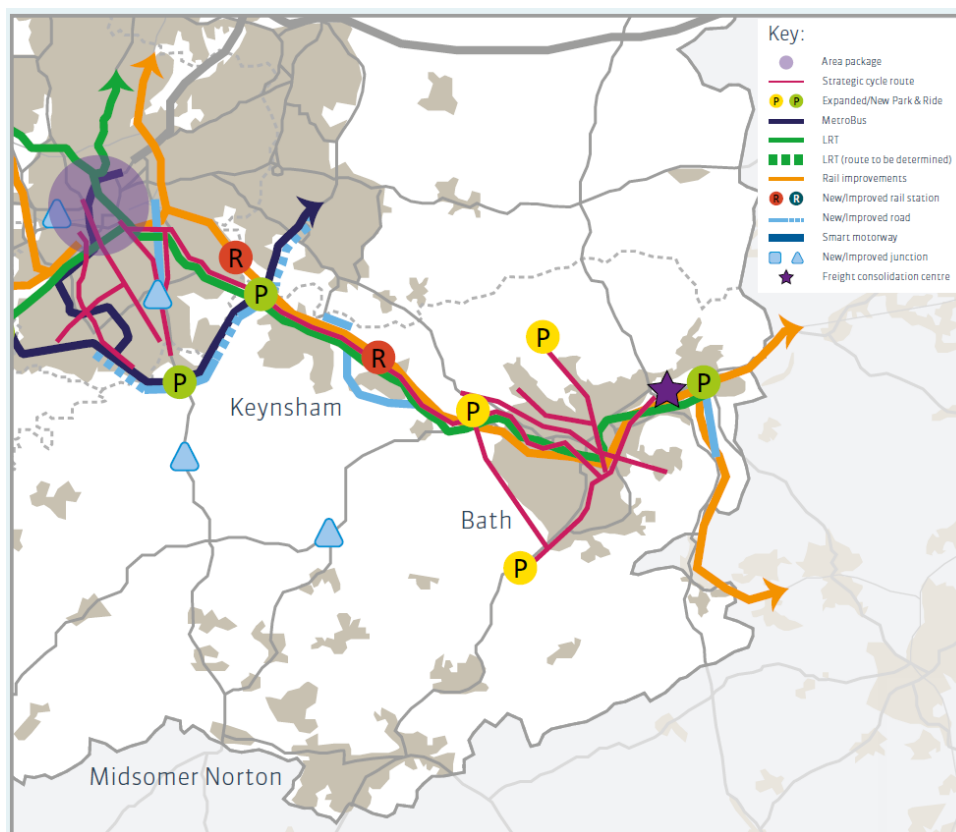 Key:
Area package
Strategic cycle route
P P Expanded/New Park & Ride
MetroBus
LRT
LRT (route to be determined)
Rail improvements
R R New/Improved rail station
New/Improved road
Smart motorway
New/Improved junction
Freight consolidation centre
R
P
P
R
P
P
P
P
Keynsham
Bath
Midsomer Norton